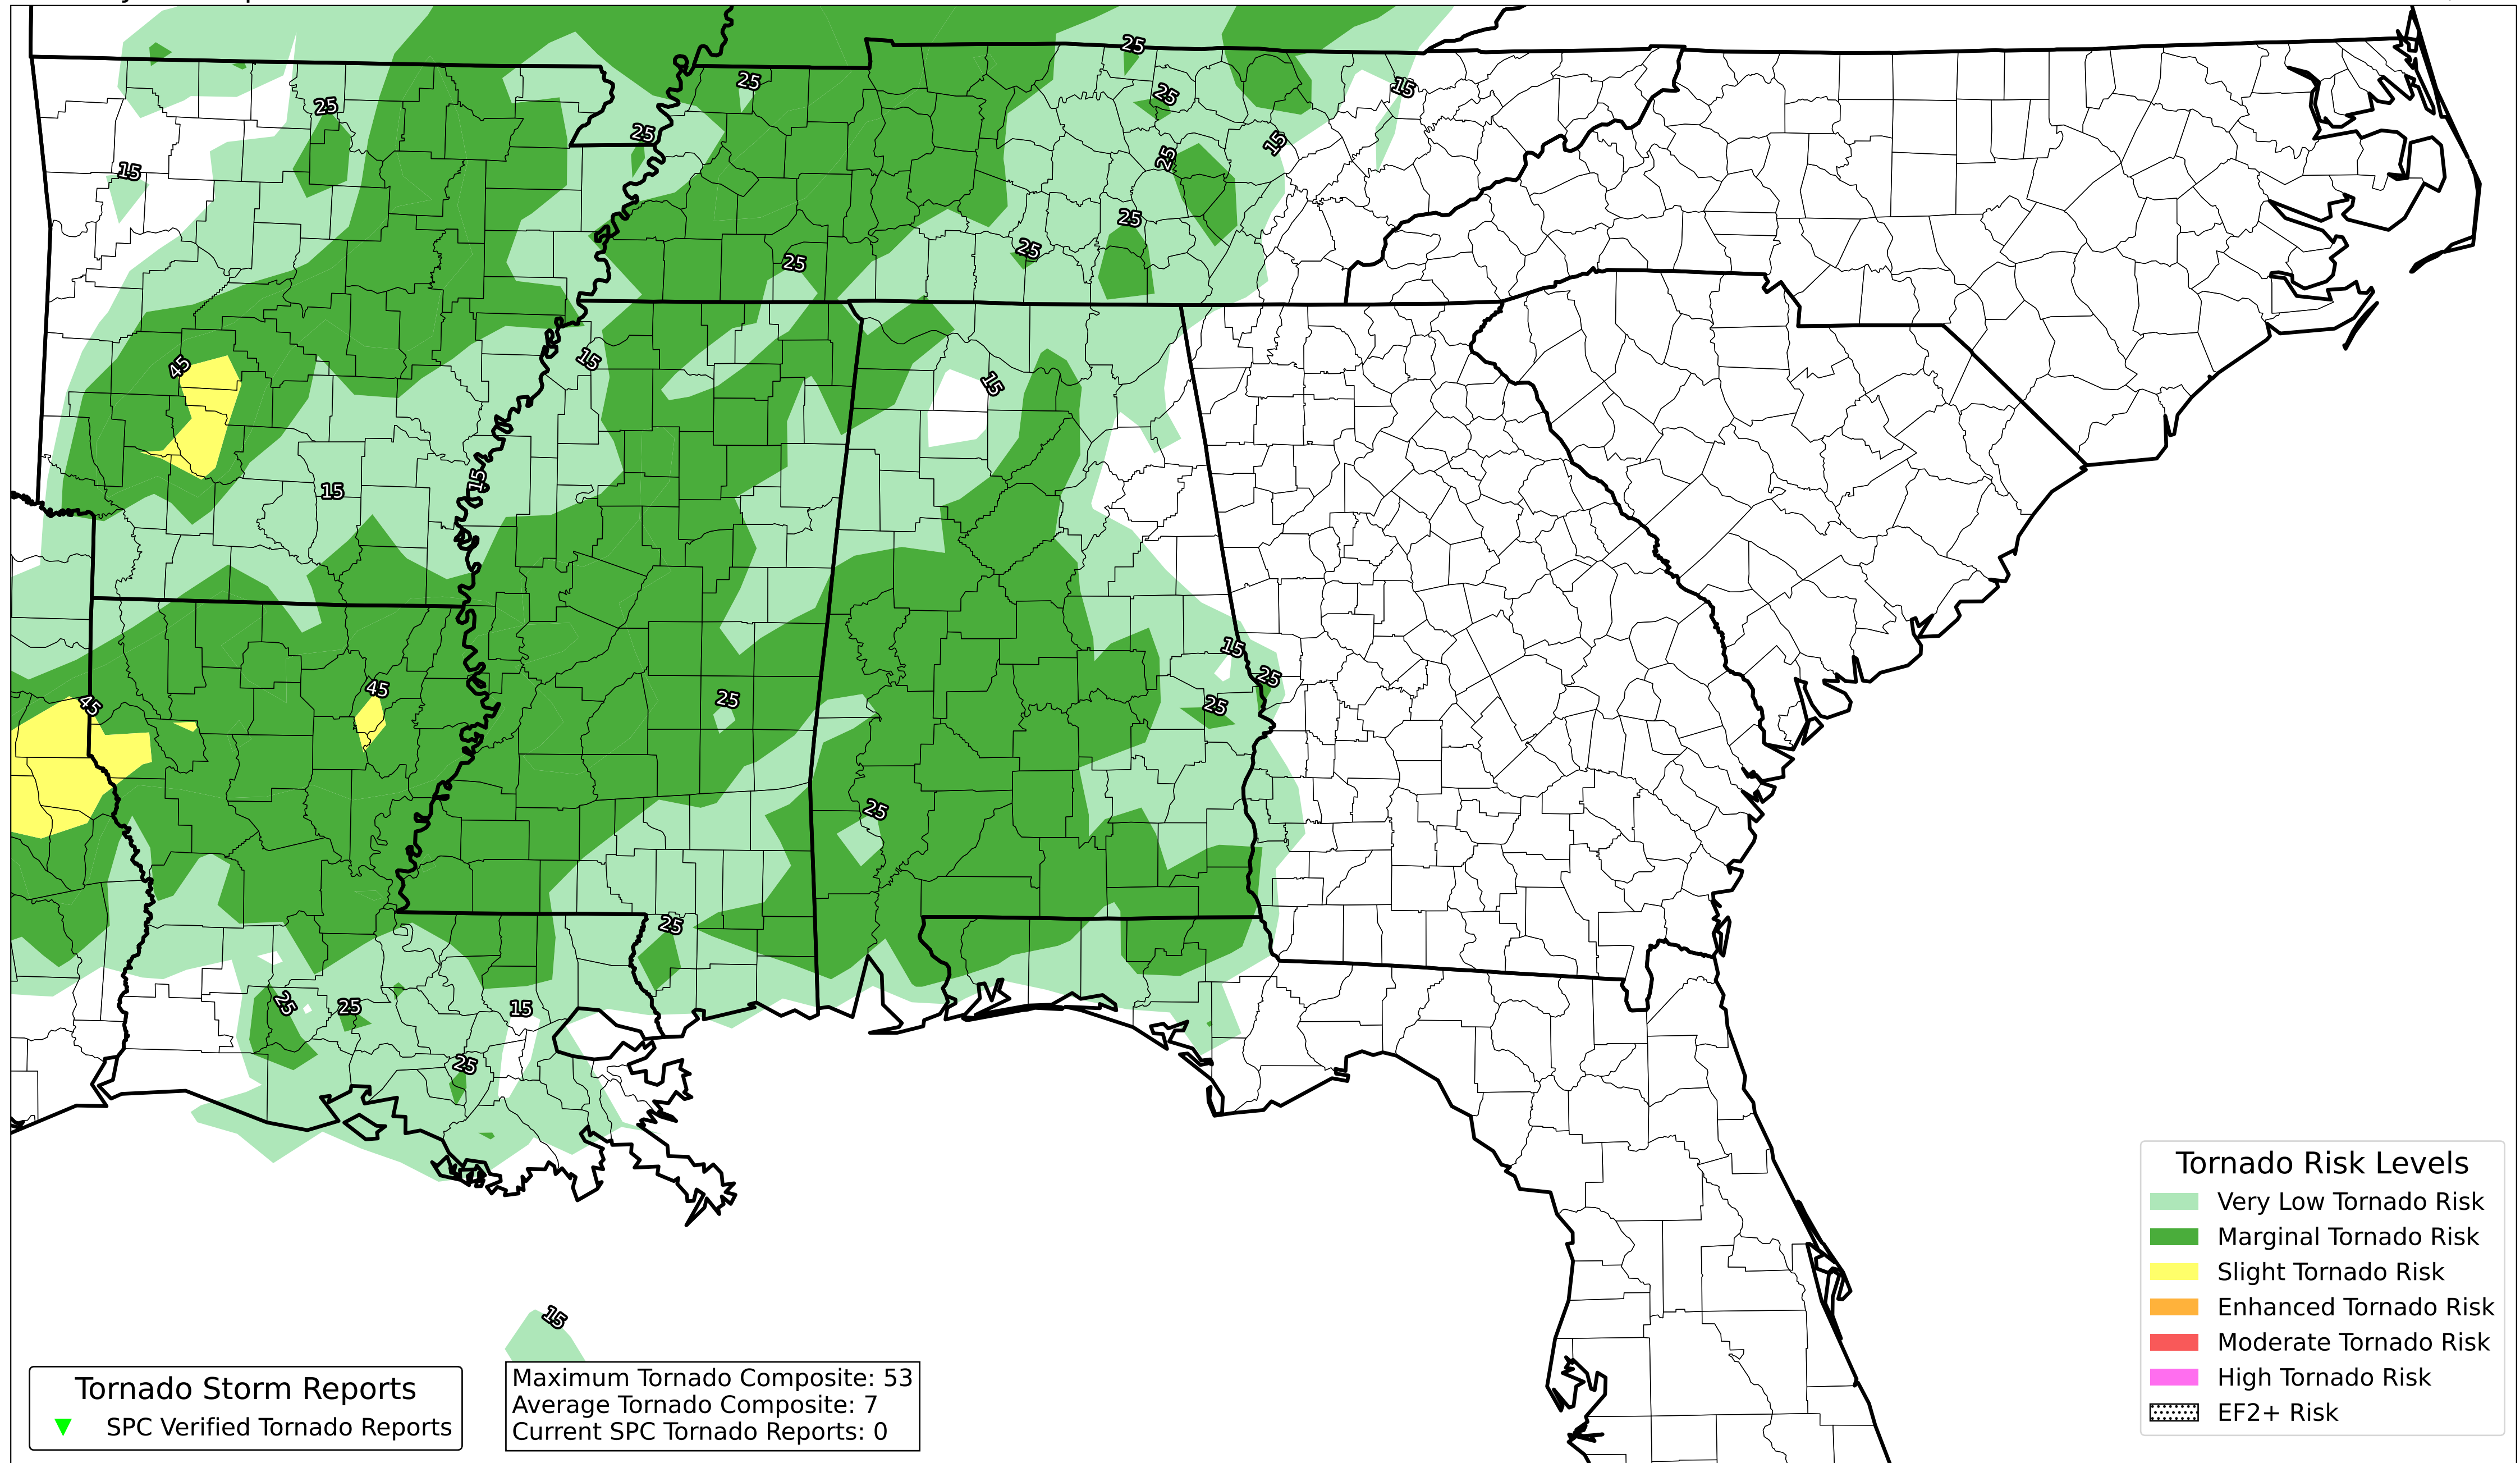 25
25
25
25
15
25
15
25
15
25
25
25
15
45
15
15
15
15
25
45
25
45
25
25
25
15
25
25
25
15
Tornado Risk Levels
Very Low Tornado Risk
Marginal Tornado Risk
Slight Tornado Risk
Enhanced Tornado Risk
Moderate Tornado Risk
High Tornado Risk
EF2+ Risk
Tornado Storm Reports
SPC Verified Tornado Reports
Maximum Tornado Composite: 53
Average Tornado Composite: 7
Current SPC Tornado Reports: 0